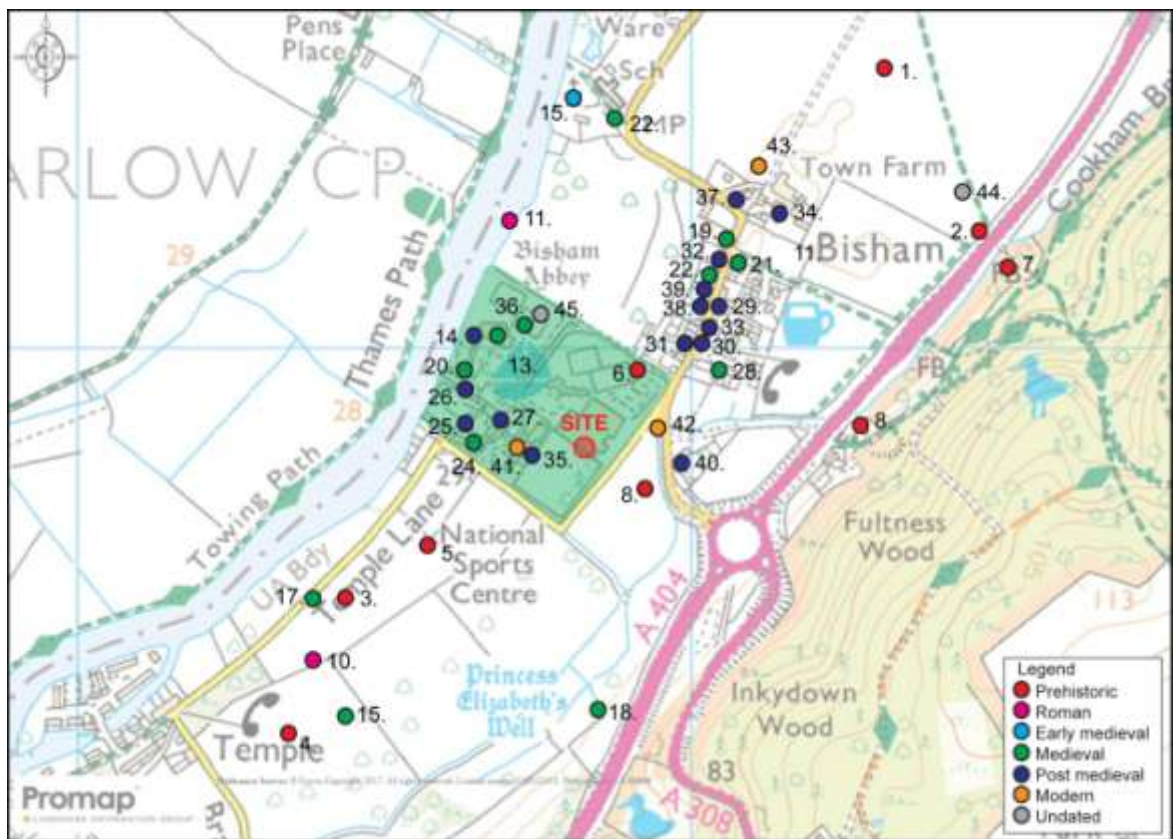 Pens
Place
Ware
Sch
1.
15.
22.
MP
Cookham
43.
ARLOW CP
Town Farm
37.
34.
44.
11.
19.
2.
Bisham
Bisham
Abbey
32.
21.
11.
7.
29
22.
39.
36.
45.
38.
29.
Thames Path
14.
33.
31.
30.
20.
13.
6.
28.
FB
28
26.
SITE
25.
27.
42.
8.
24.
41.
35.
40.
29
8.
Towing Path
National
Sports
Centre
Fultness
Wood
Temple Lane
5.
UA Bdy
A 404
17.
3.
113
105
10.
Princess
Elizabeth's
Well
Inkydown
Wood
15.
18.
4.
Temple
83
A 308
Promap
Legend
Prehistoric
Roman
Early medieval
Medieval
Post medieval
Modern
Undated